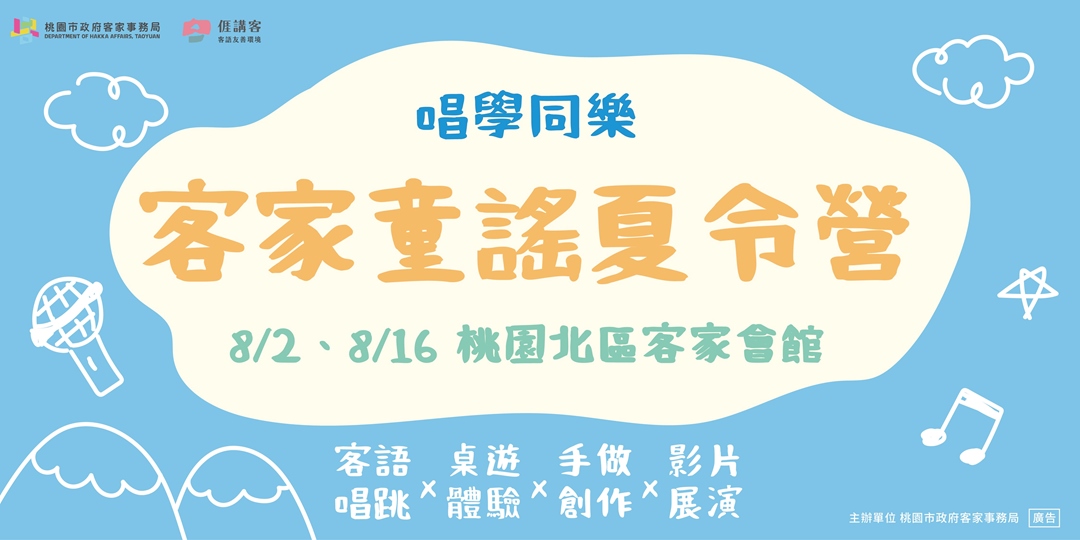 桃園市政府客家事務局
DEPARTMENT OF HAKKA AFFAIRS, TAOYUAN
𠊎講客
客語友善環境
唱學同樂
客家童謠夏令營
8/2、8/16 桃園北區客家會館
客語唱跳 x 桌遊體驗 x 手做創作 x 影片展演
主辦單位 桃園市政府客家事務局 廣告